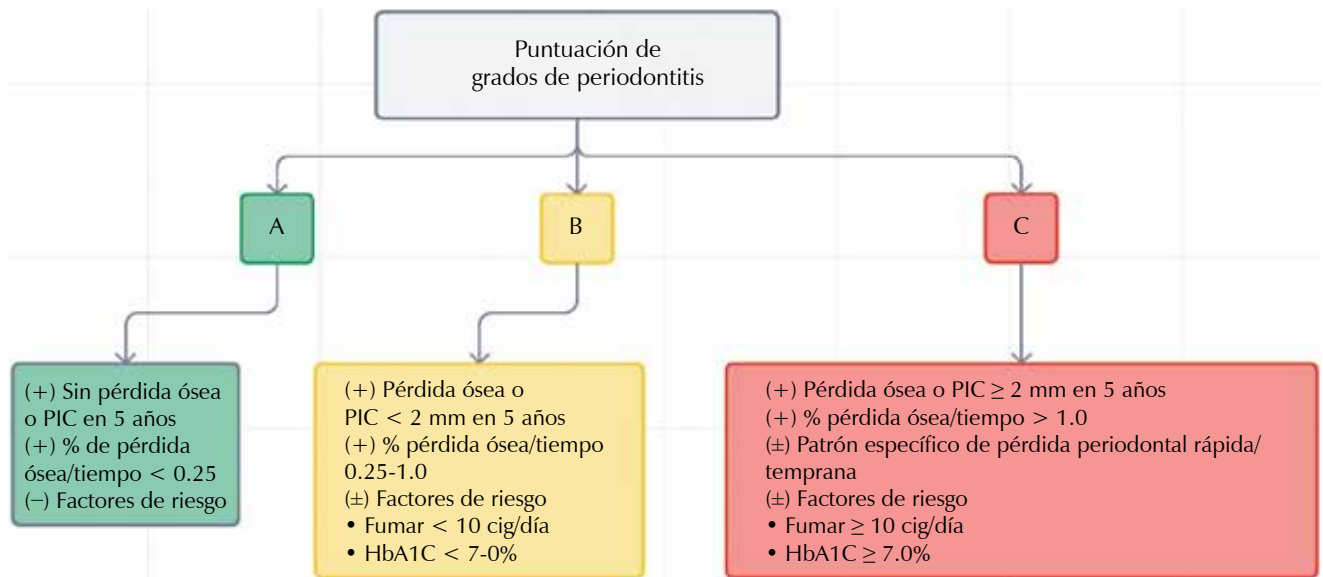 Puntuación de
grados de periodontitis
A
B
C
(+) Sin pérdida ósea
o PIC en 5 años
(+) % de pérdida
ósea/tiempo < 0.25
(−) Factores de riesgo
(+) Pérdida ósea o
PIC < 2 mm en 5 años
(+) % pérdida ósea/tiempo
0.25-1.0
(±) Factores de riesgo
• Fumar < 10 cig/día
• HbA1C < 7-0%
(+) Pérdida ósea o PIC ≥ 2 mm en 5 años
(+) % pérdida ósea/tiempo > 1.0
(±) Patrón específico de pérdida periodontal rápida/
temprana
(±) Factores de riesgo
• Fumar ≥ 10 cig/día
• HbA1C ≥ 7.0%